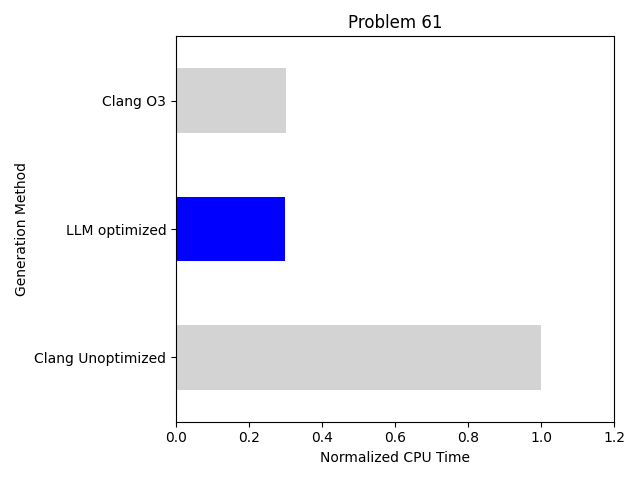 Problem 61
Generation Method
Clang O3
LLM optimized
Clang Unoptimized
0.0 0.2 0.4 0.6 0.8 1.0 1.2
Normalized CPU Time